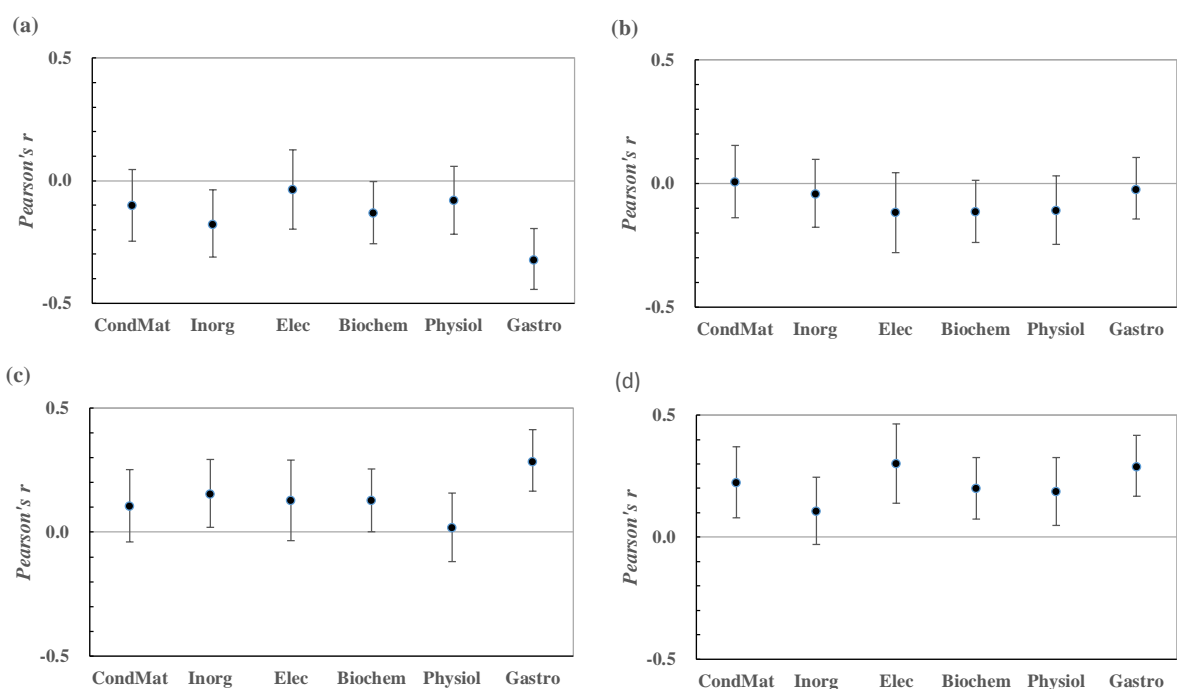 (a)
0.5
0.0
-0.5
Pearson's r
CondMat Inorg Elec Biochem Physiol Gastro
(b)
0.5
0.0
-0.5
Pearson's r
CondMat Inorg Elec Biochem Physiol Gastro
(c)
0.5
0.0
-0.5
Pearson's r
CondMat Inorg Elec Biochem Physiol Gastro
(d)
0.5
0.0
-0.5
Pearson's r
CondMat Inorg Elec Biochem Physiol Gastro